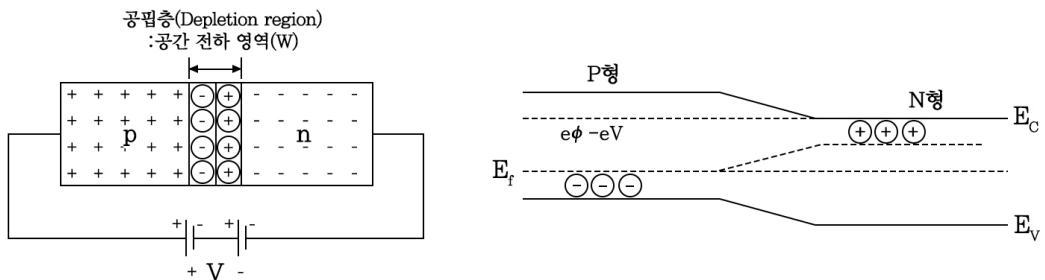 공핍층(Depletion region)
:공간 전하 영역(W)
+ + + + + - + - - - - -
+ + + + + - + - - - - -
p n
+ + + + + - + - - - - -
+ + + + + - + - - - - -
+ - + -
+ V -
P형
N형
E_C
+ + +
eϕ -eV
E_f
- - -
E_V